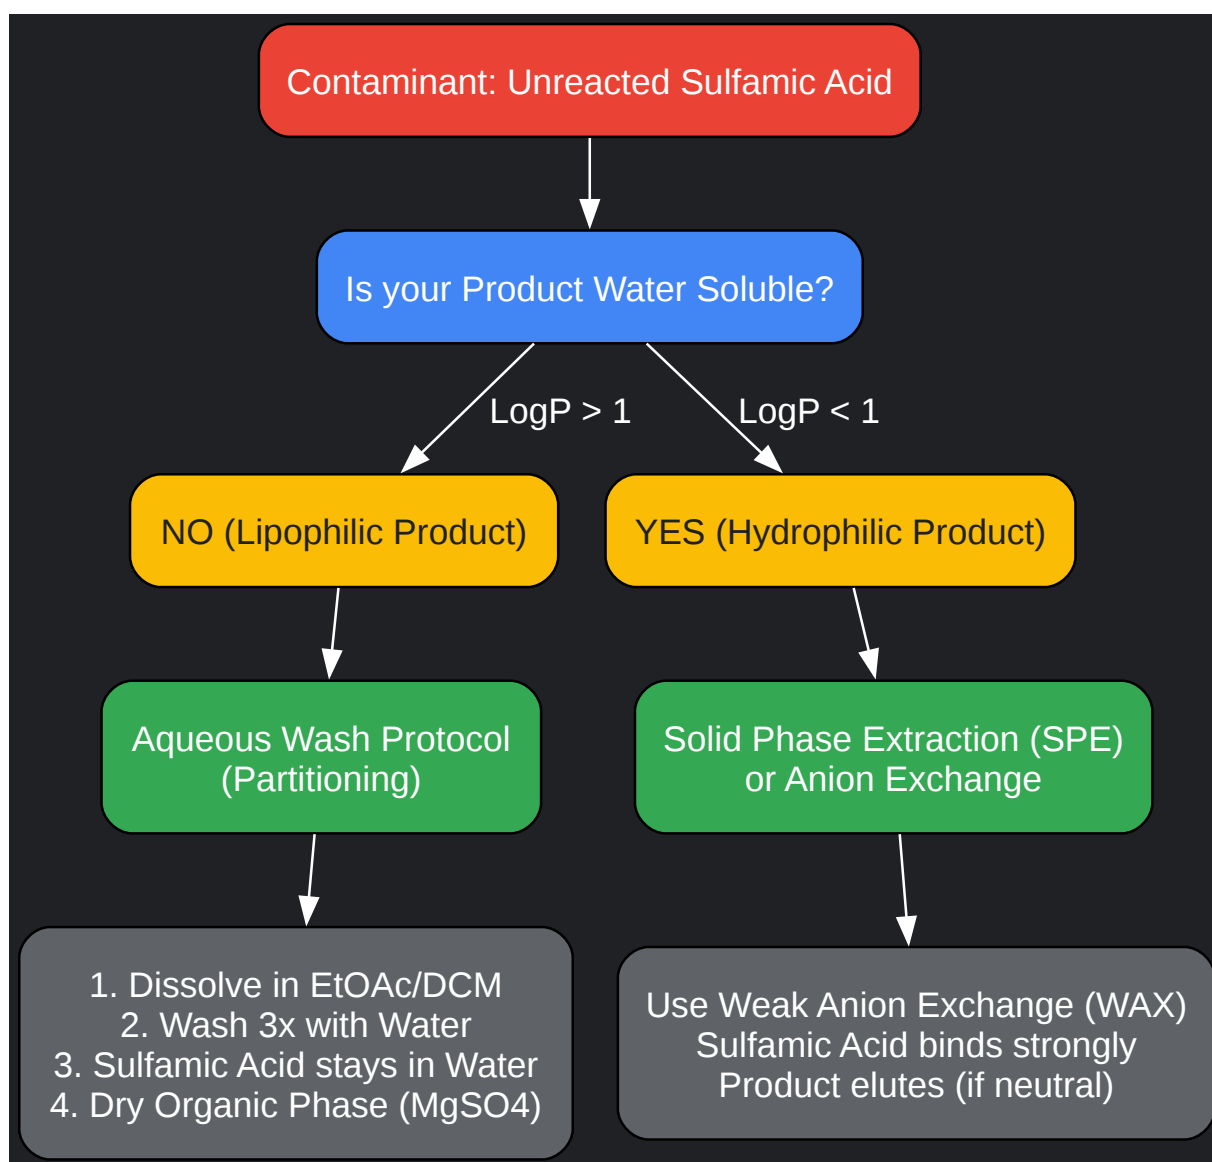 Contaminant: Unreacted Sulfamic Acid
Is your Product Water Soluble?
LogP > 1
LogP < 1
NO (Lipophilic Product)
YES (Hydrophilic Product)
Aqueous Wash Protocol
(Partitioning)
Solid Phase Extraction (SPE)
or Anion Exchange
1. Dissolve in EtOAc/DCM
2. Wash 3x with Water
3. Sulfamic Acid stays in Water
4. Dry Organic Phase (MgSO4)
Use Weak Anion Exchange (WAX)
Sulfamic Acid binds strongly
Product elutes (if neutral)